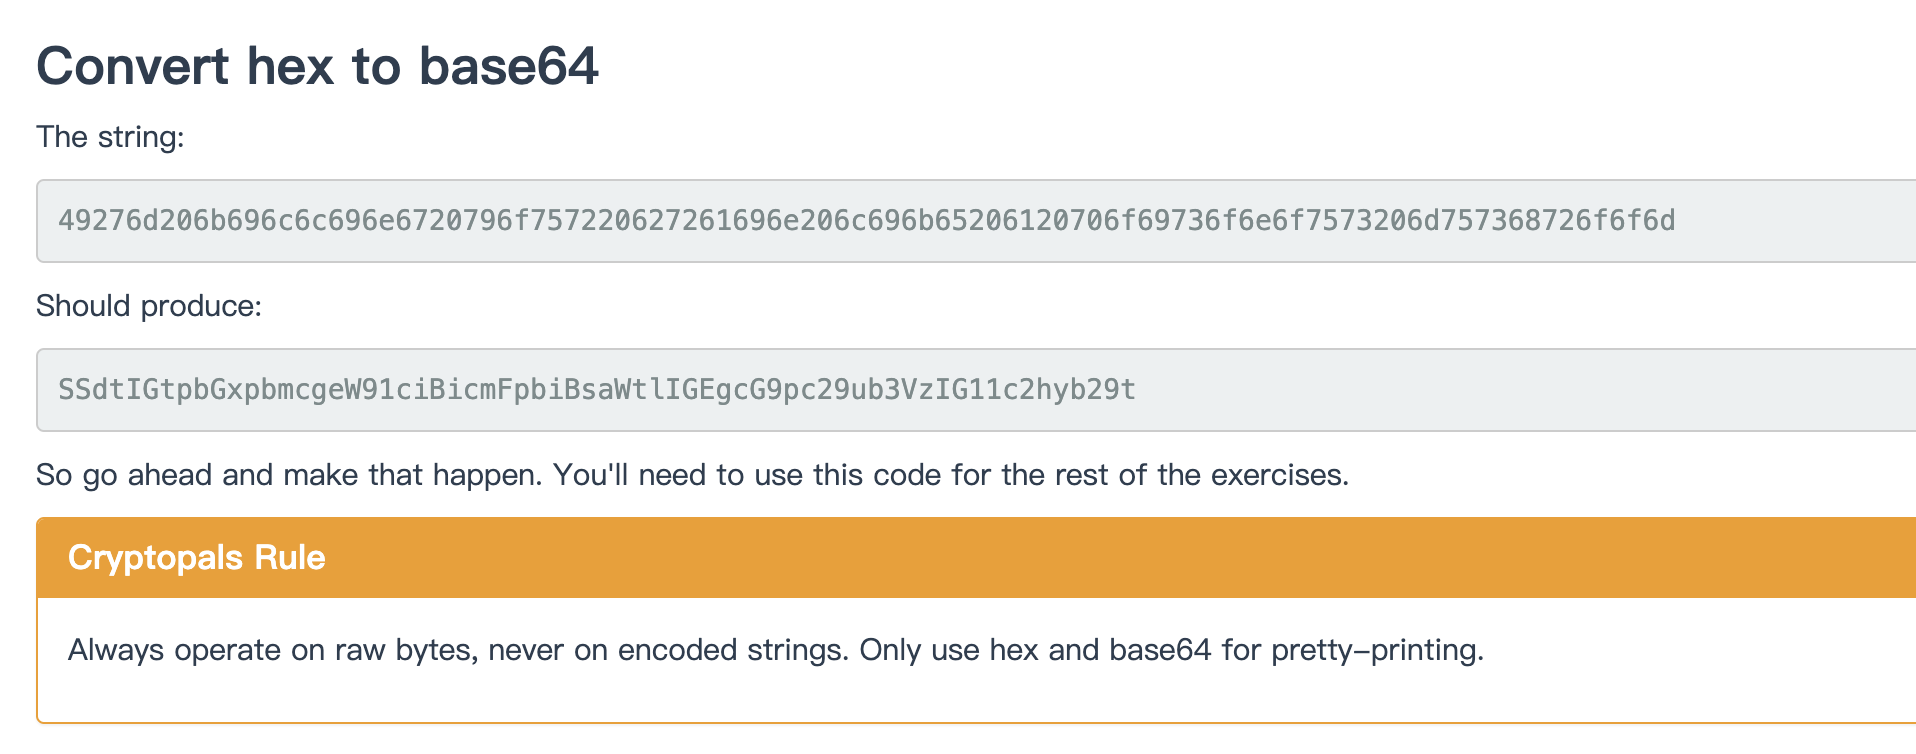 Convert hex to base64
The string:
49276d206b696c6c696e6720796f757220627261696e206c696b65206120706f69736f6e6f7573206d757368726f6f6d
Should produce:
SSdtIGtpbGxpbmcgeW91ciBicmFpbiBsaWtlIGEgcG9pc29ub3VzIG11c2hyb29t
So go ahead and make that happen. You'll need to use this code for the rest of the exercises.
Cryptopals Rule
Always operate on raw bytes, never on encoded strings. Only use hex and base64 for pretty-printing.